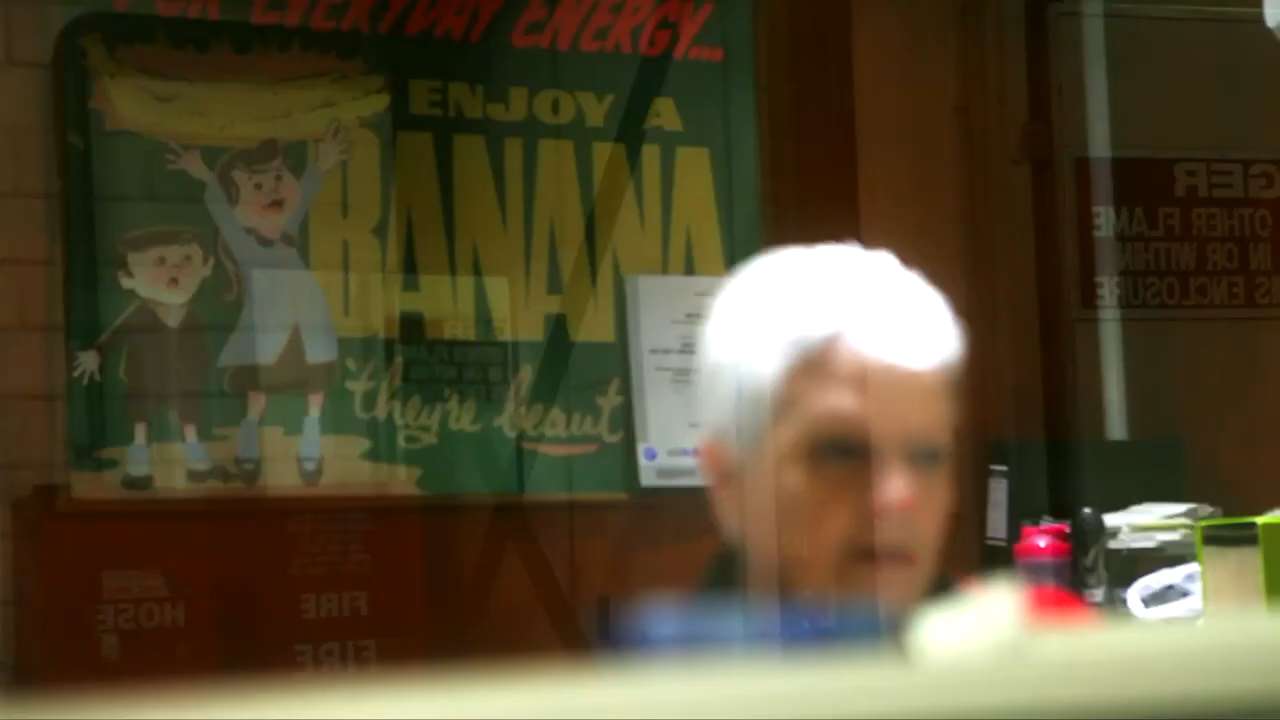 FOR EVERYDAY ENERGY...
ENJOY A
BANANA
'they're beaut
GER
OTHER FLAME
IN OR WITHIN
IS ENCLOSURE
HOSE
FIRE
FIRE